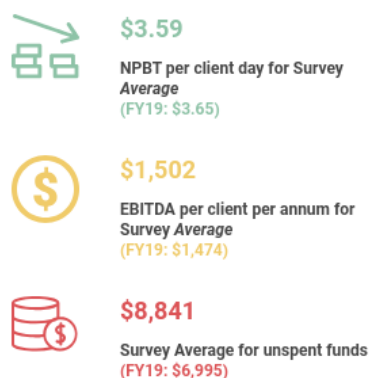 $3.59
NPBT per client day for Survey
Average
(FY19: $3.65)
$
$1,502
EBITDA per client per annum for
Survey Average
(FY19: $1,474)
$
$8,841
Survey Average for unspent funds
(FY19: $6,995)